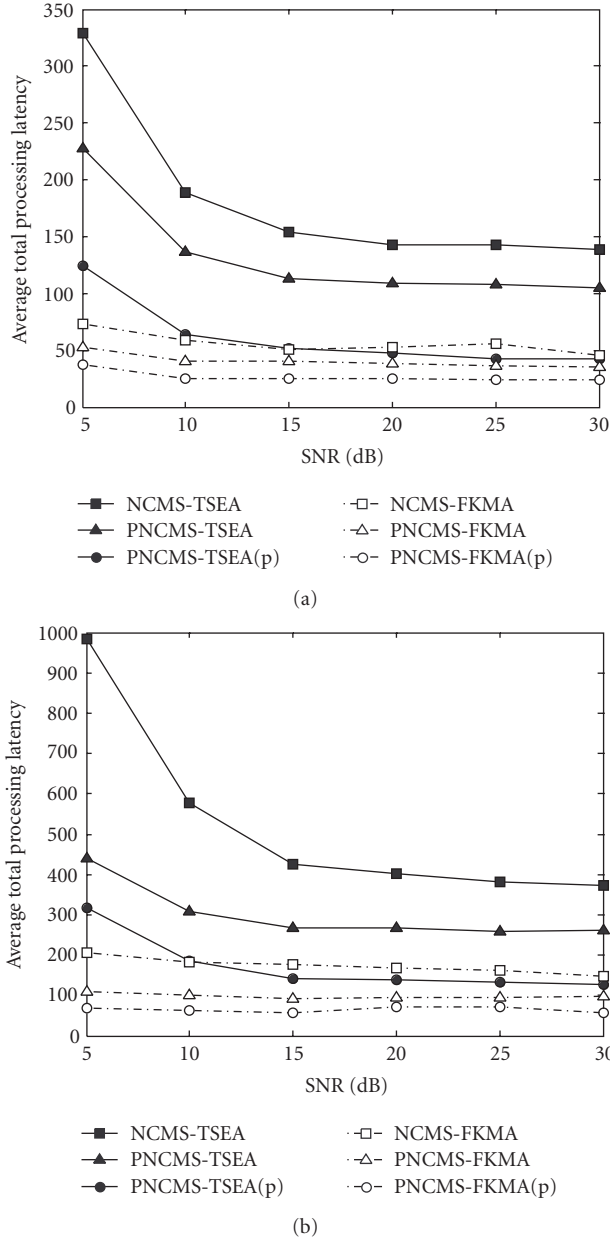 350
300
250
200
150
100
50
0
Average total processing latency
5 10 15 20 25 30
SNR (dB)
NCMS-TSEA NCMS-FKMA
PNCMS-TSEA PNCMS-FKMA
PNCMS-TSEA(p) PNCMS-FKMA(p)
(a)
1000
900
800
700
600
500
400
300
200
100
0
Average total processing latency
5 10 15 20 25 30
SNR (dB)
NCMS-TSEA NCMS-FKMA
PNCMS-TSEA PNCMS-FKMA
PNCMS-TSEA(p) PNCMS-FKMA(p)
(b)